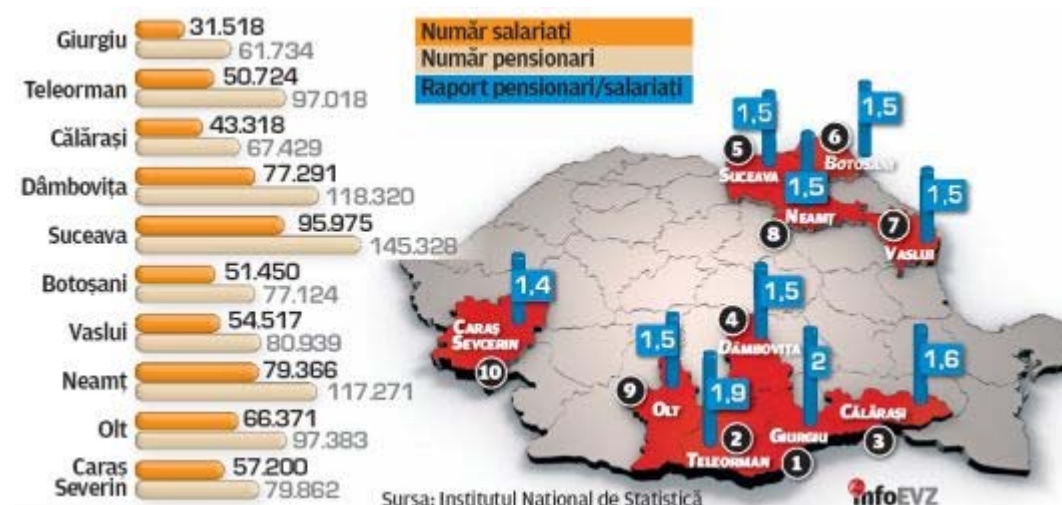 Giurgiu
31.518
61.734
Teleorman
50.724
97.018
Călărași
43.318
67.429
Dâmbovița
77.291
118.320
Suceava
95.975
145.328
Botoșani
51.450
77.124
Vaslui
54.517
80.939
Neamț
79.366
117.271
Olt
66.371
97.383
Caraș
Severin
57.200
79.862
Număr salariați
Număr pensionari
Raport pensionari/salariați
1,5
5
SUCEAVA
6
1,5
BOTOȘANI
1,5
NEAMȚ
8
1,5
7
VASLUI
1,4
CARAȘ
SEVCERIN
10
1,5
4
DÂMBOVIȚA
1,5
9
OLT
1,9
2
TELEORMAN
2
GIURGIU
1
1,6
CĂLĂRAȘI
3
Sursa: Institutul Național de Statistică
infoEVZ